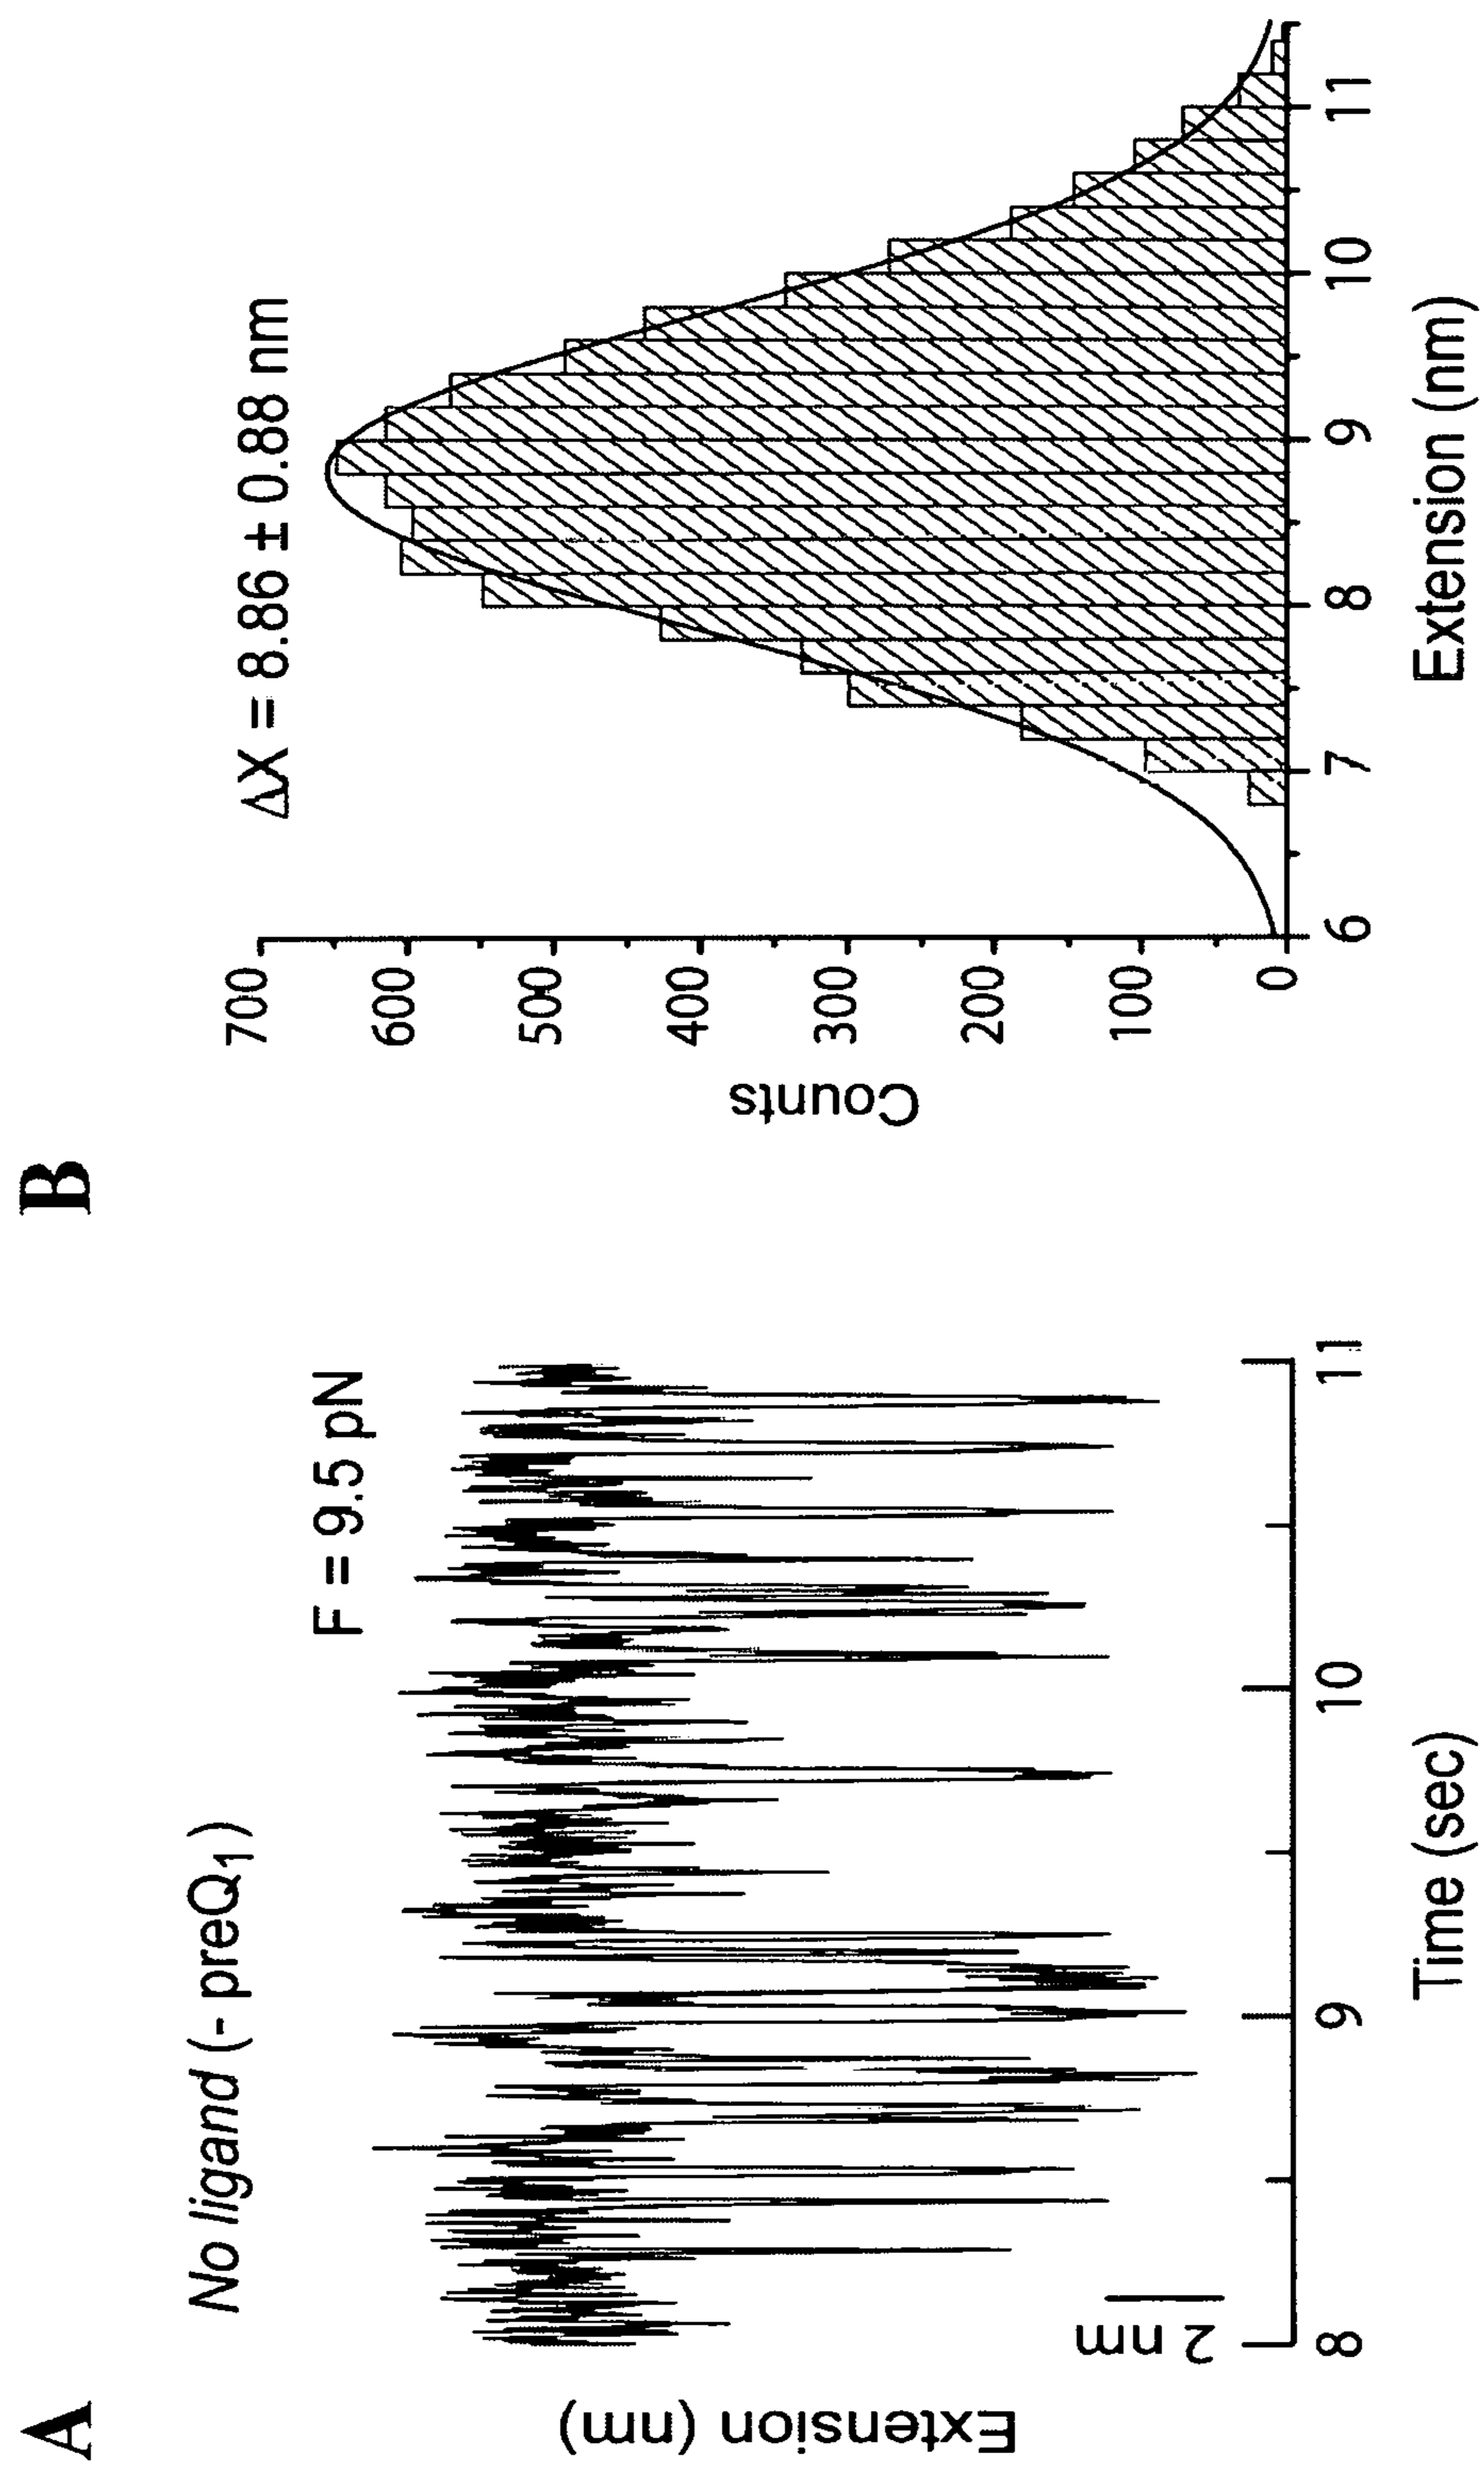 A
No ligand (- preQ1)
F = 9.5 pN
Extension (nm)
2 nm
8
9
10
11
Time (sec)
B
ΔX = 8.86 ± 0.88 nm
Counts
700
600
500
400
300
200
100
0
6
7
8
9
10
11
Extension (nm)